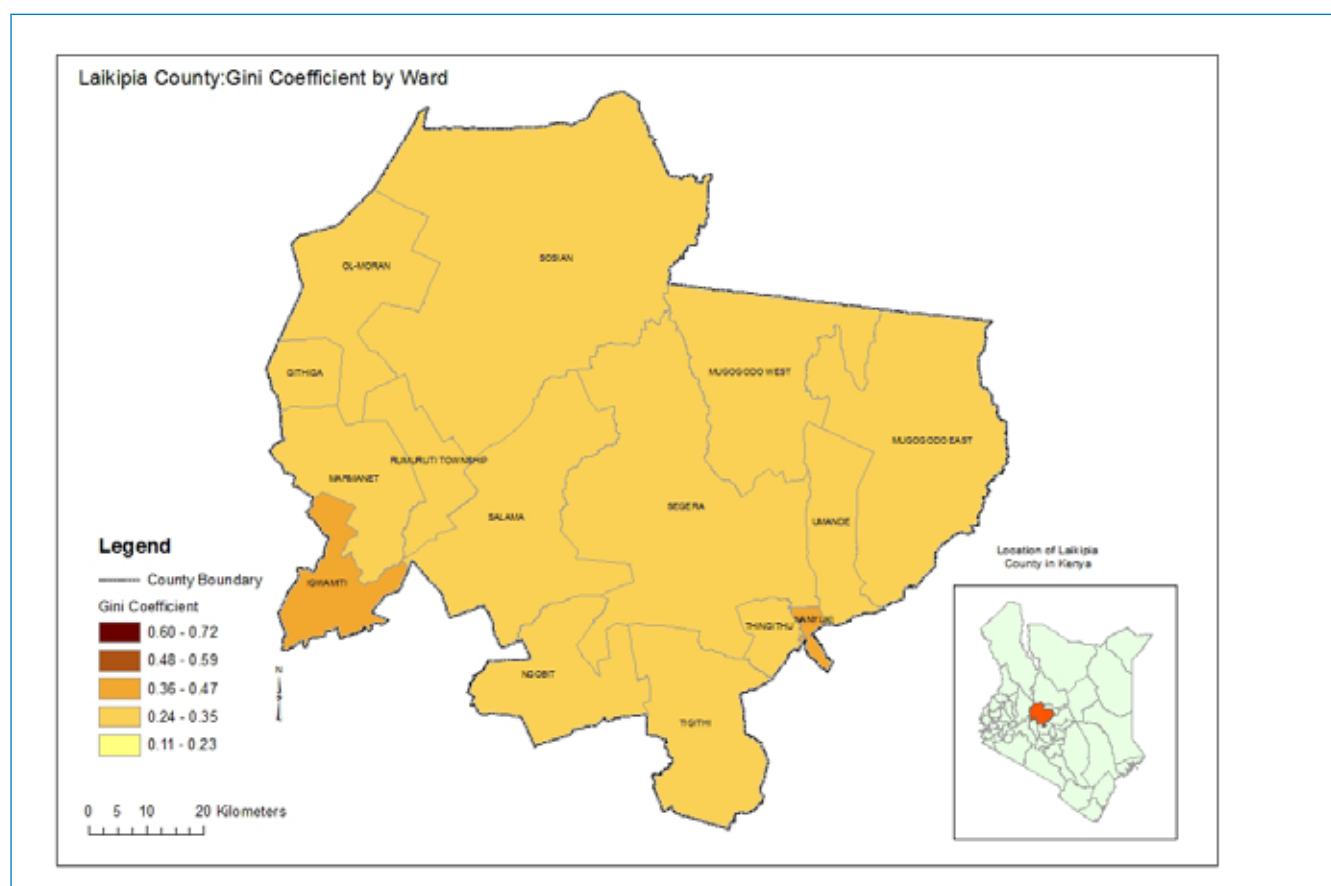 Laikipia County:Gini Coefficient by Ward
SOSIAN
OL-MORAN
GITHIGA
MUGOGODO WEST
MUGOGODO EAST
RUMURUTI TOWNSHIP
MARMANET
SALAMA
SEGERA
UMANDE
IGWAMITI
THINGITHU
NANYUKI
NGOBIT
TIGITHI
Legend
County Boundary
Gini Coefficient
0.60 - 0.72
0.48 - 0.59
0.36 - 0.47
0.24 - 0.35
0.11 - 0.23
N
0 5 10 20 Kilometers
Location of Laikipia
County in Kenya